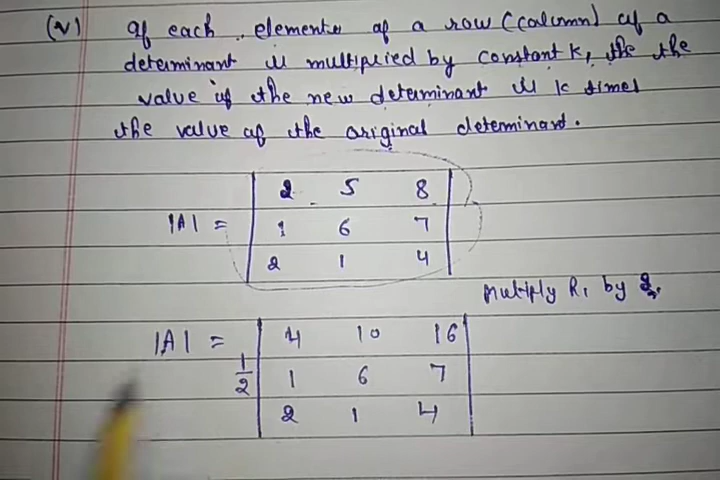 (V) If each elements of a row (column) of a
determinant is multiplied by constant k, the the
value of the new determinant is k times
the value of the original determinant.
2 5 8
|A| = 1 6 7
2 1 4
Multiply R1 by 2.
|A| = 4 10 16
1/2 1 6 7
2 1 4